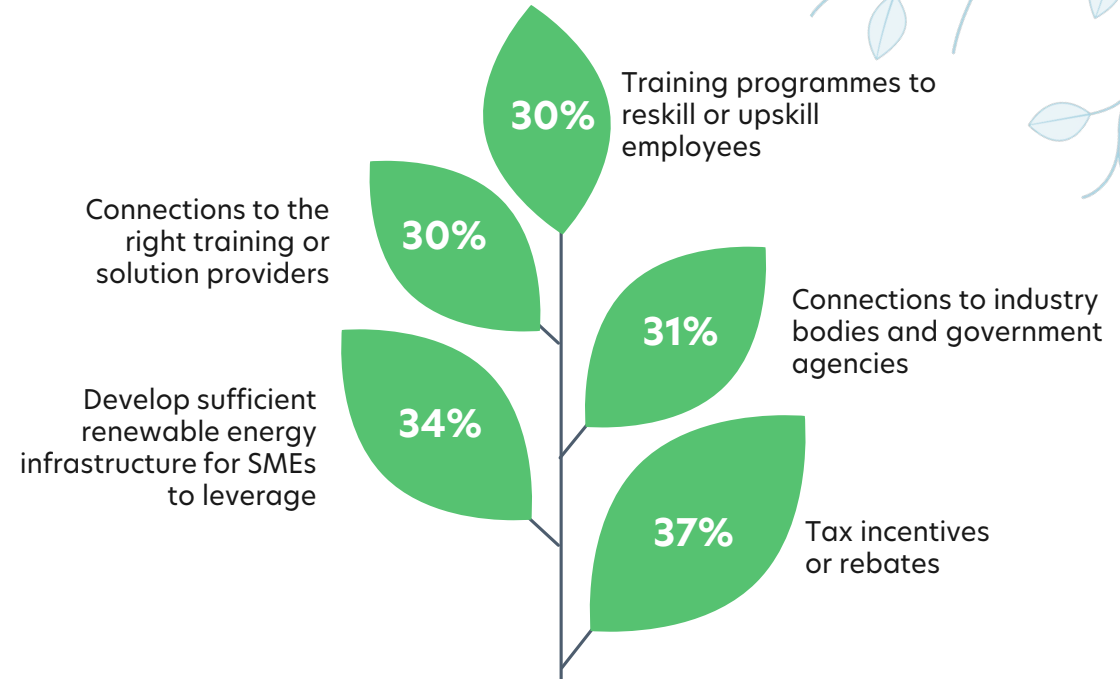 30%
Training programmes to
reskill or upskill
employees
Connections to the
right training or
solution providers
30%
31%
Connections to industry
bodies and government
agencies
Develop sufficient
renewable energy
infrastructure for SMEs
to leverage
34%
37%
Tax incentives
or rebates